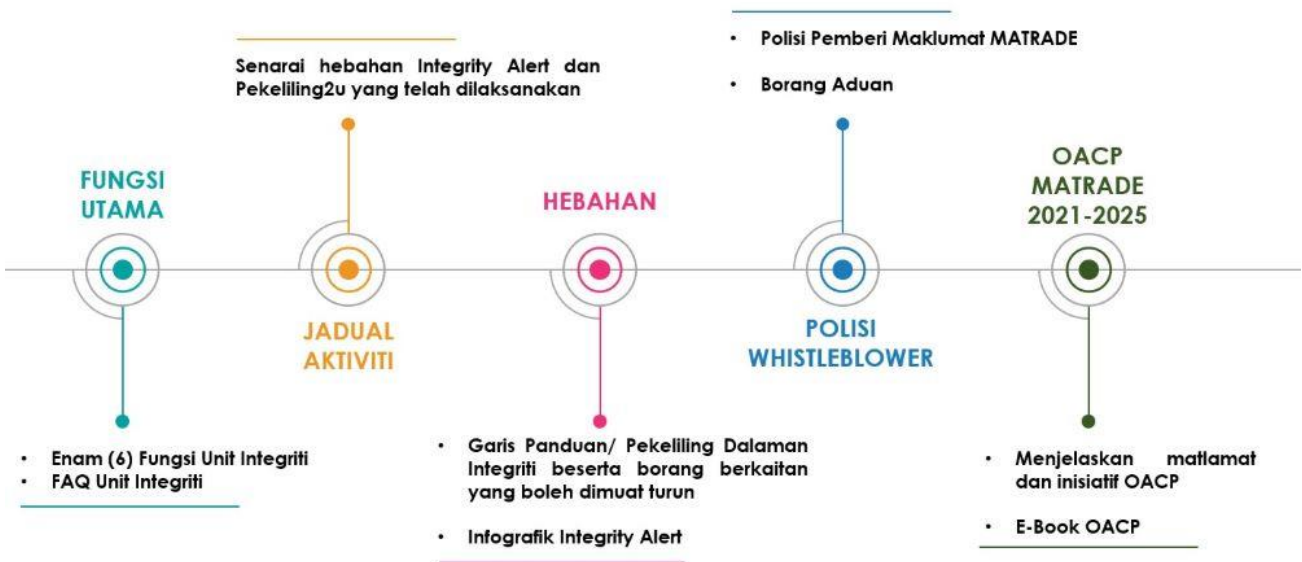 FUNGSI
UTAMA
• Enam (6) Fungsi Unit Integriti
• FAQ Unit Integriti
Senarai hebahan Integrity Alert dan
Pekeliling2u yang telah dilaksanakan
JADUAL
AKTIVITI
HEBAHAN
• Garis Panduan/ Pekeliling Dalaman
Integriti beserta borang berkaitan
yang boleh dimuat turun
• Infografik Integrity Alert
• Polisi Pemberi Maklumat MATRADE
• Borang Aduan
POLISI
WHISTLEBLOWER
OACP
MATRADE
2021-2025
• Menjelaskan matlamat
dan inisiatif OACP
• E-Book OACP